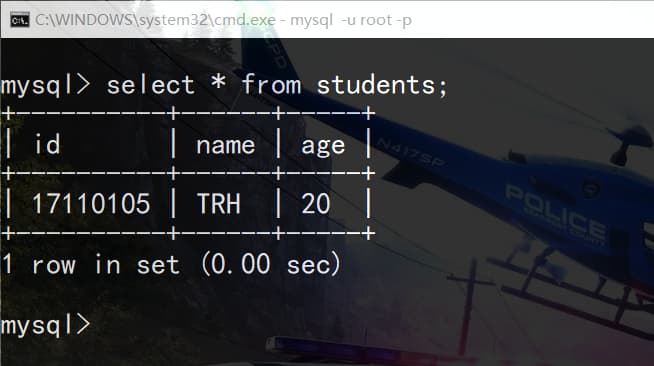 C:\WINDOWS\system32\cmd.exe - mysql  -u root -p
mysql> select * from students;
+----------+------+-----+
| id       | name | age |
+----------+------+-----+
| 17110105 | TRH  | 20  |
+----------+------+-----+
1 row in set (0.00 sec)
mysql>
N417SP
POLICE